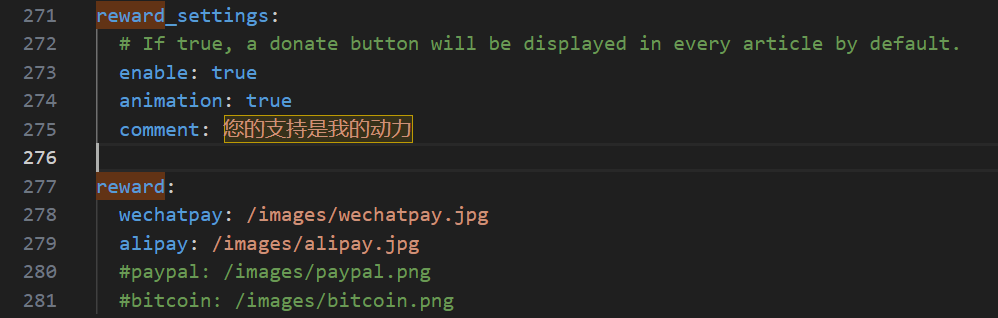 271 reward_settings:
272 # If true, a donate button will be displayed in every article by default.
273 enable: true
274 animation: true
275 comment: 您的支持是我的动力
276
277 reward:
278 wechatpay: /images/wechatpay.jpg
279 alipay: /images/alipay.jpg
280 #paypal: /images/paypal.png
281 #bitcoin: /images/bitcoin.png